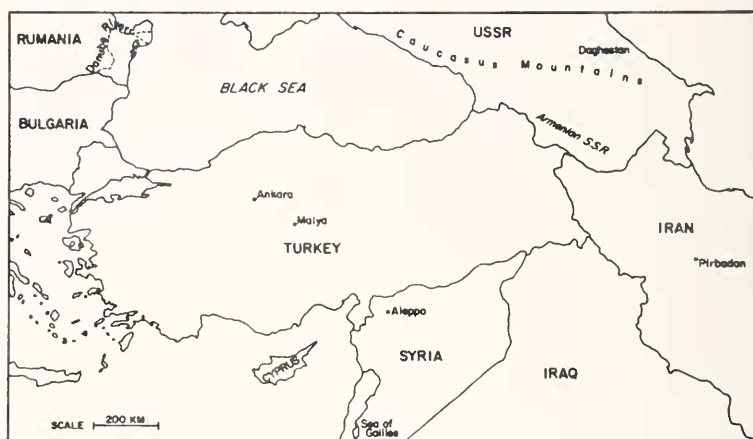 RUMANIA
Danube River
USSR
Daghestan
Caucasus Mountains
BLACK SEA
BULGARIA
Armenian SSR
Ankara
Malya
TURKEY
IRAN
Pirbadan
Aleppo
SYRIA
CYPRUS
IRAQ
SCALE 200 KM
Sea of
Galilee